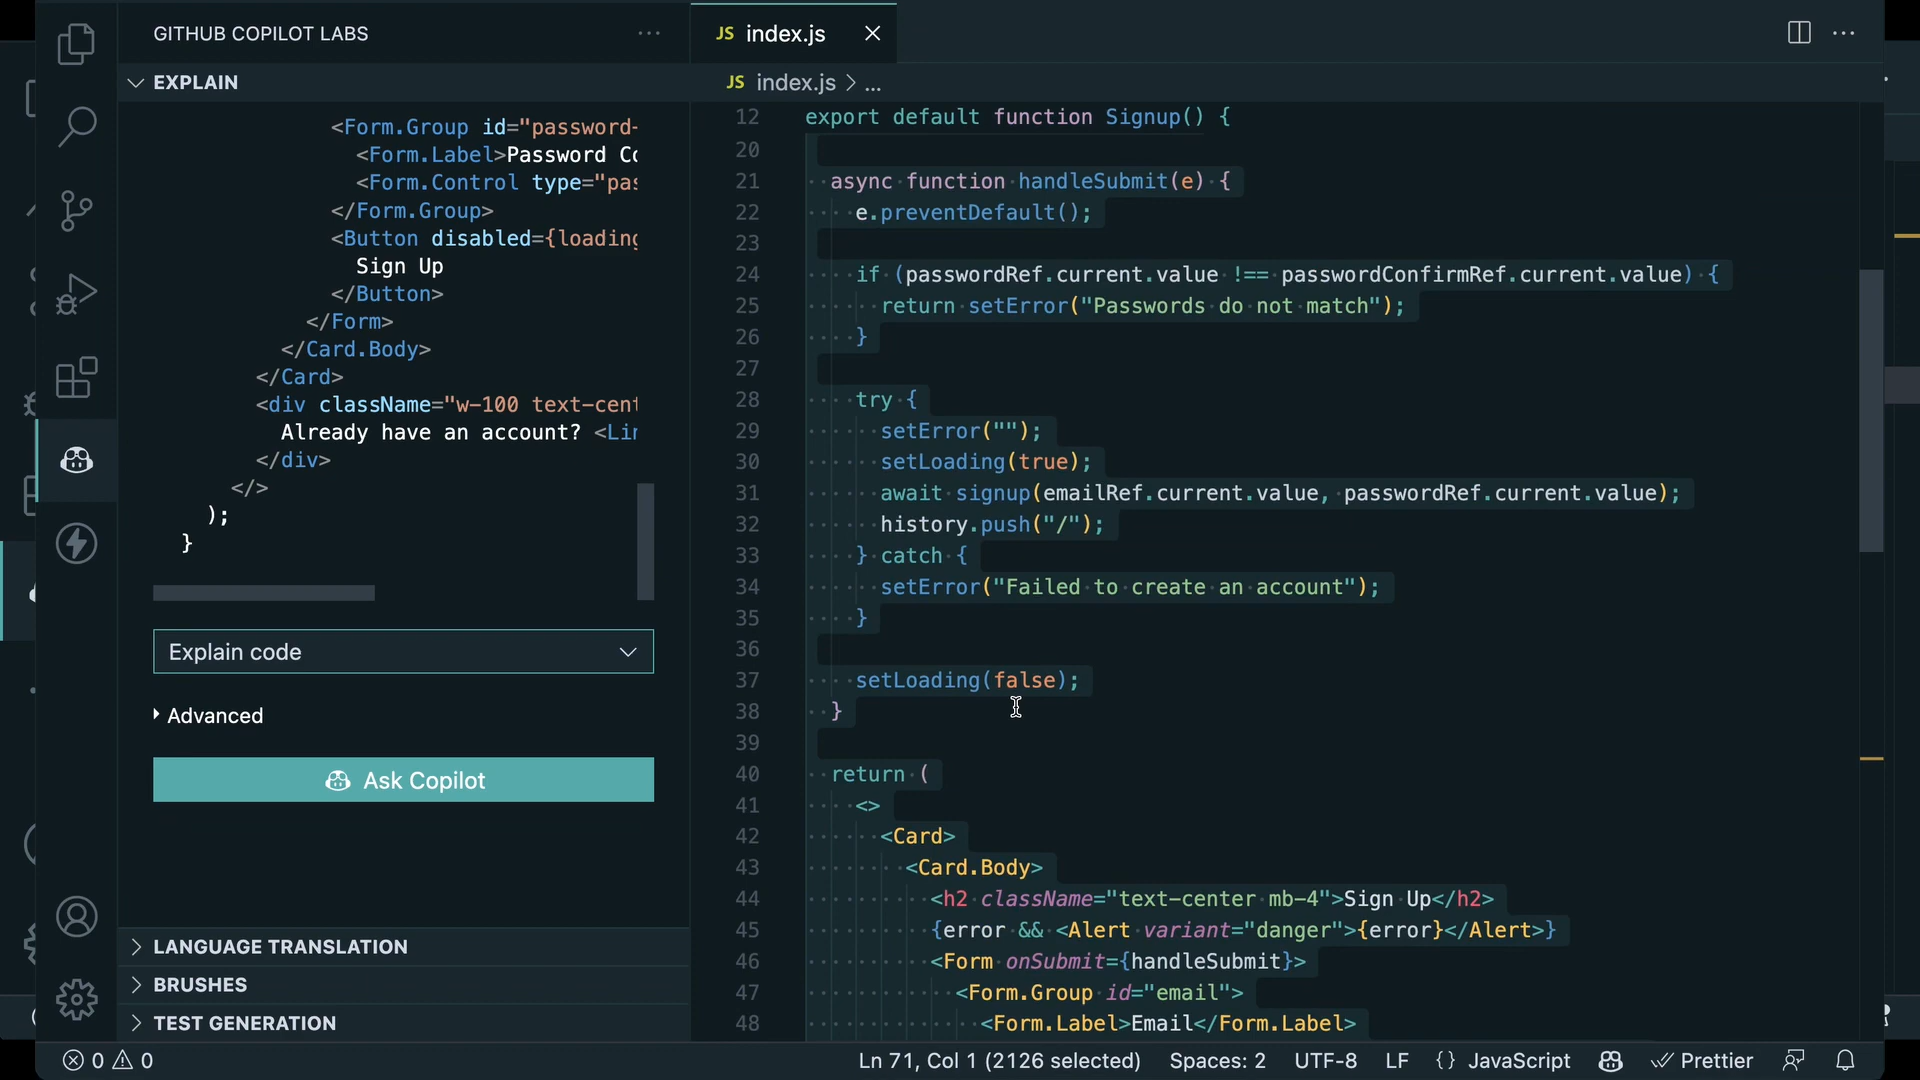 GITHUB COPILOT LABS
EXPLAIN
<Form.Group id="password-
<Form.Label>Password Co
<Form.Control type="pas
</Form.Group>
<Button disabled={loading
Sign Up
</Button>
</Form>
</Card.Body>
</Card>
<div className="w-100 text-cent
Already have an account? <Lin
</div>
</>
);
}
Explain code
Advanced
Ask Copilot
LANGUAGE TRANSLATION
BRUSHES
TEST GENERATION
JS index.js
JS index.js > ...
12 export default function Signup() {
20
21 async function handleSubmit(e) {
22 e.preventDefault();
23
24 if (passwordRef.current.value !== passwordConfirmRef.current.value) {
25 return setError("Passwords do not match");
26 }
27
28 try {
29 setError("");
30 setLoading(true);
31 await signup(emailRef.current.value, passwordRef.current.value);
32 history.push("/");
33 } catch {
34 setError("Failed to create an account");
35 }
36
37 setLoading(false);
38 }
39
40 return (
41 <>
42 <Card>
43 <Card.Body>
44 <h2 className="text-center mb-4">Sign Up</h2>
45 {error && <Alert variant="danger">{error}</Alert>}
46 <Form onSubmit={handleSubmit}>
47 <Form.Group id="email">
48 <Form.Label>Email</Form.Label>
0 0
Ln 71, Col 1 (2126 selected) Spaces: 2 UTF-8 LF {} JavaScript Prettier